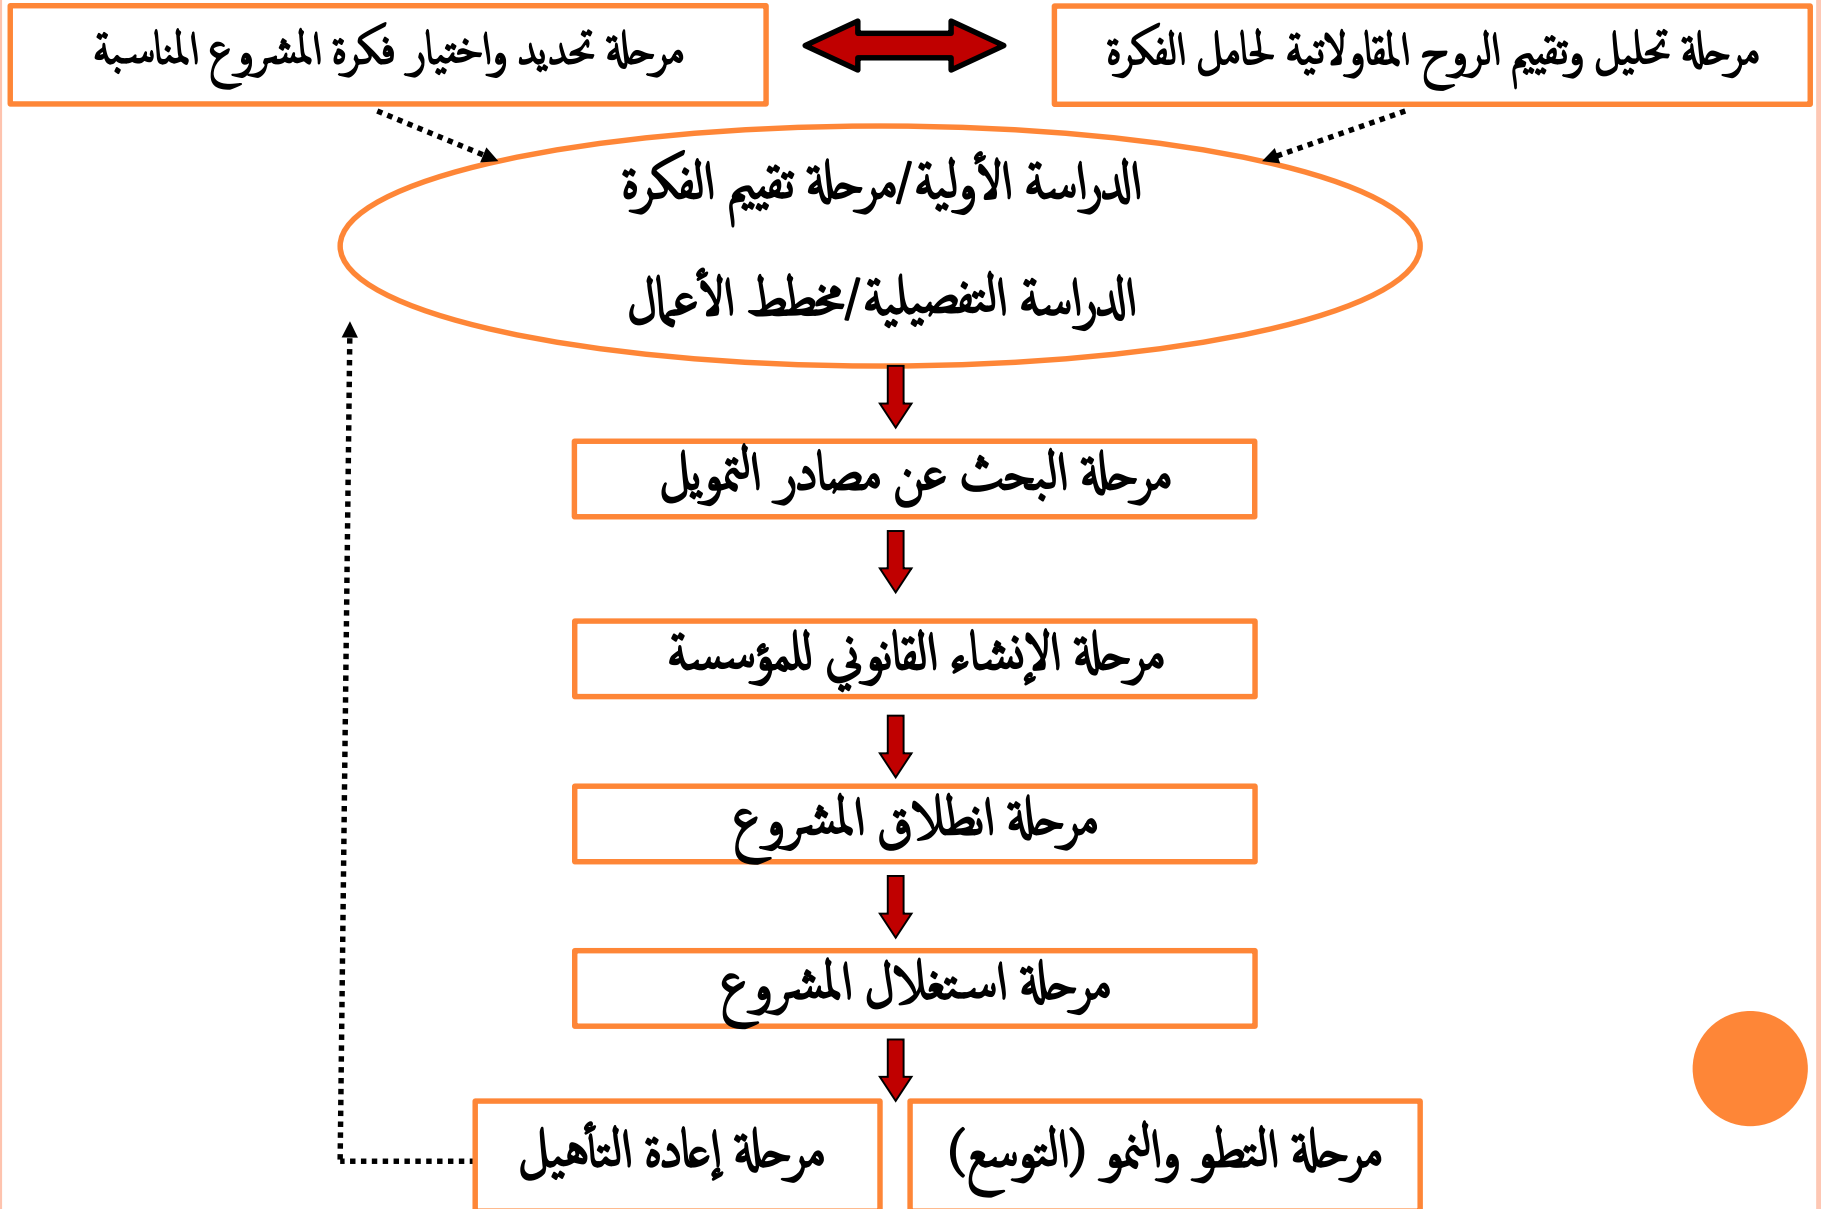 مرحلة تحليل وتقييم الروح المقاولاتية لحامل الفكرة
مرحلة تحديد واختيار فكرة المشروع المناسبة
الدراسة الأولية/مرحلة تقييم الفكرة
الدراسة التفصيلية/مخطط الأعمال
مرحلة البحث عن مصادر التمويل
مرحلة الإنشاء القانوني للمؤسسة
مرحلة انطلاق المشروع
مرحلة استغلال المشروع
مرحلة التطو والنمو (التوسع)
مرحلة إعادة التأهيل